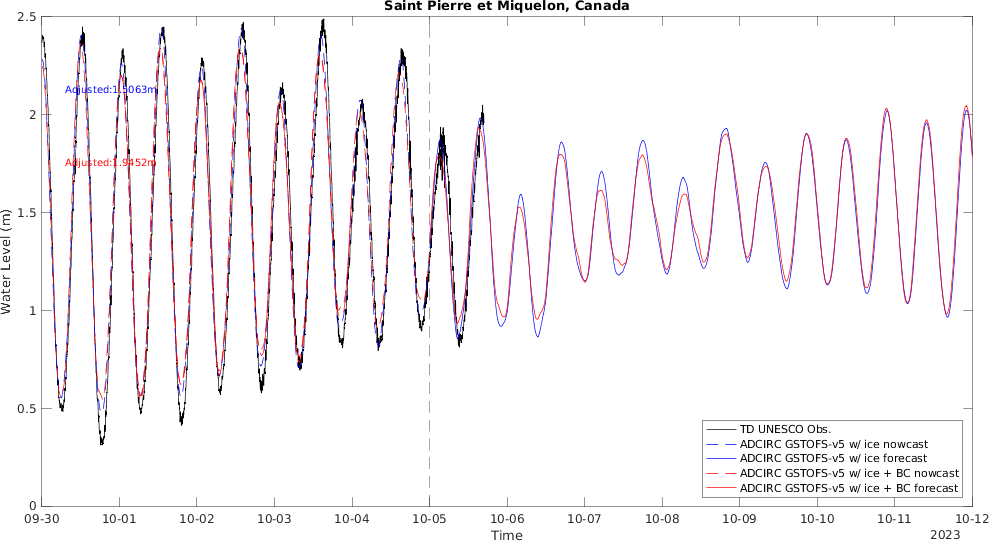 Saint Pierre et Miquelon, Canada
Water Level (m)
2.5
2
1.5
1
0.5
0
Adjusted:1.5063m
Adjusted:1.9452m
TD UNESCO Obs.
ADCIRC GSTOFS-v5 w/ ice nowcast
ADCIRC GSTOFS-v5 w/ ice forecast
ADCIRC GSTOFS-v5 w/ ice + BC nowcast
ADCIRC GSTOFS-v5 w/ ice + BC forecast
09-30 10-01 10-02 10-03 10-04 10-05 10-06 10-07 10-08 10-09 10-10 10-11 10-12
Time
2023